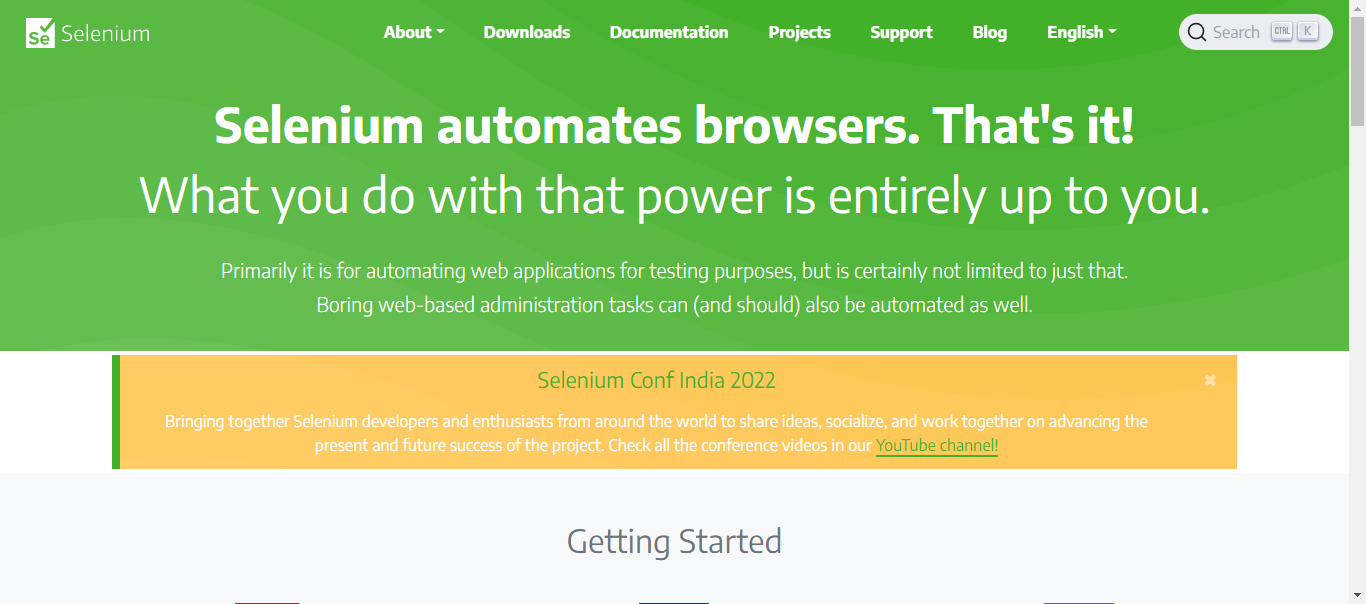 Se Selenium
About
Downloads
Documentation
Projects
Support
Blog
English
Search CTRL K
Selenium automates browsers. That's it!
What you do with that power is entirely up to you.
Primarily it is for automating web applications for testing purposes, but is certainly not limited to just that.
Boring web-based administration tasks can (and should) also be automated as well.
Selenium Conf India 2022
Bringing together Selenium developers and enthusiasts from around the world to share ideas, socialize, and work together on advancing the
present and future success of the project. Check all the conference videos in our YouTube channel!
Getting Started